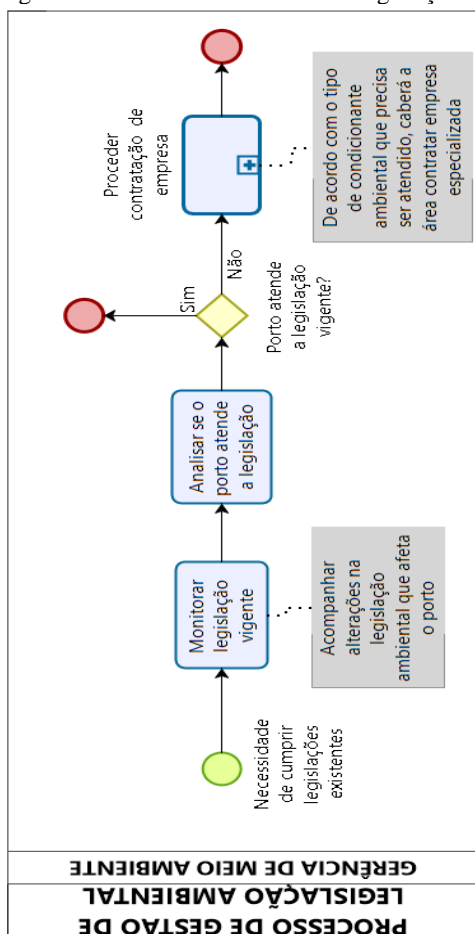 PROCESSO DE GESTÃO DE
LEGISLAÇÃO AMBIENTAL
GERÊNCIA DE MEIO AMBIENTE
Necessidade
de cumprir
legislações
existentes
Monitorar
legislação
vigente
Acompanhar
alterações na
legislação
ambiental que afeta
o porto
Analisar se o
porto atende
a legislação
Porto atende
a legislação
vigente?
Sim
Não
Proceder
contratação de
empresa
De acordo com o tipo
de condicionante
ambiental que precisa
ser atendido, caberá a
área contratar empresa
especializada